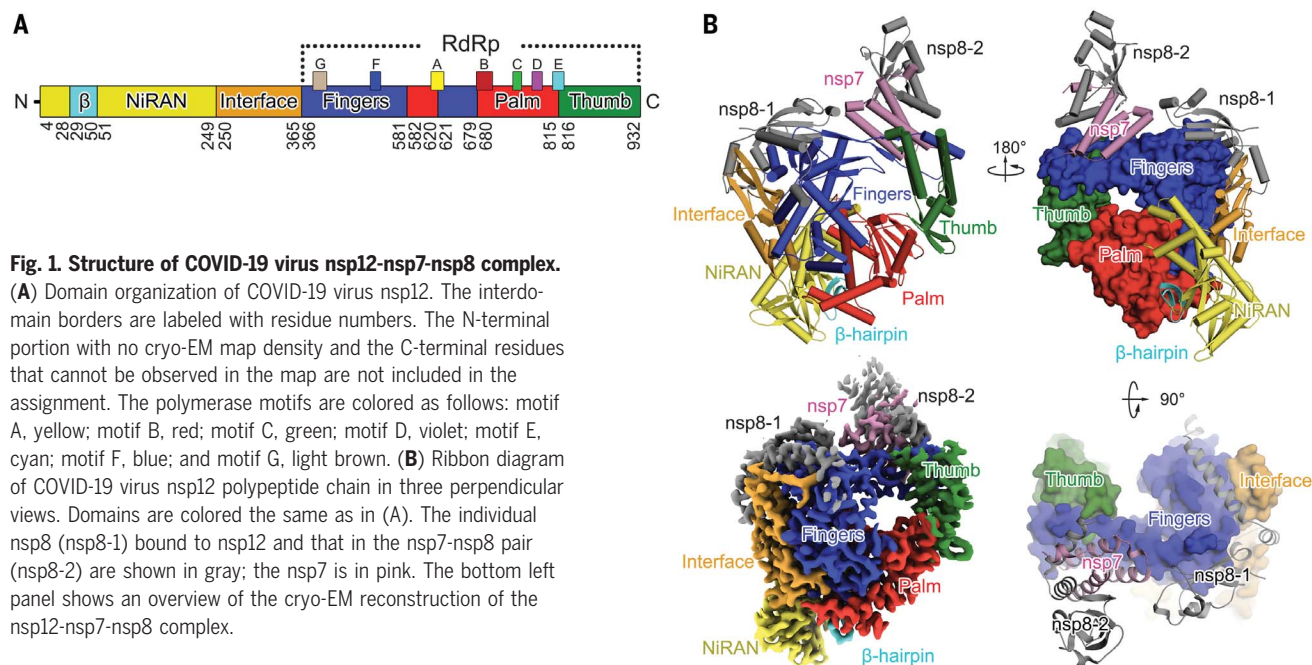 A
RdRp
G F A B C D E
N β NiRAN Interface Fingers Palm Thumb C
4 28 29 50 51 249 250 365 366 581 582 620 621 679 680 815 816 932
Fig. 1. Structure of COVID-19 virus nsp12-nsp7-nsp8 complex.
(A) Domain organization of COVID-19 virus nsp12. The interdo-
main borders are labeled with residue numbers. The N-terminal
portion with no cryo-EM map density and the C-terminal residues
that cannot be observed in the map are not included in the
assignment. The polymerase motifs are colored as follows: motif
A, yellow; motif B, red; motif C, green; motif D, violet; motif E,
cyan; motif F, blue; and motif G, light brown. (B) Ribbon diagram
of COVID-19 virus nsp12 polypeptide chain in three perpendicular
views. Domains are colored the same as in (A). The individual
nsp8 (nsp8-1) bound to nsp12 and that in the nsp7-nsp8 pair
(nsp8-2) are shown in gray; the nsp7 is in pink. The bottom left
panel shows an overview of the cryo-EM reconstruction of the
nsp12-nsp7-nsp8 complex.
B
nsp8-2
nsp7
nsp8-1
Fingers
Interface
Thumb
NiRAN
Palm
β-hairpin
180°
nsp8-2
nsp8-1
nsp7
Fingers
Thumb
Interface
Palm
NiRAN
β-hairpin
90°
nsp7
nsp8-2
nsp8-1
Thumb
Fingers
Interface
Palm
NiRAN
β-hairpin
Thumb
Interface
Fingers
nsp7
nsp8-1
nsp8-2